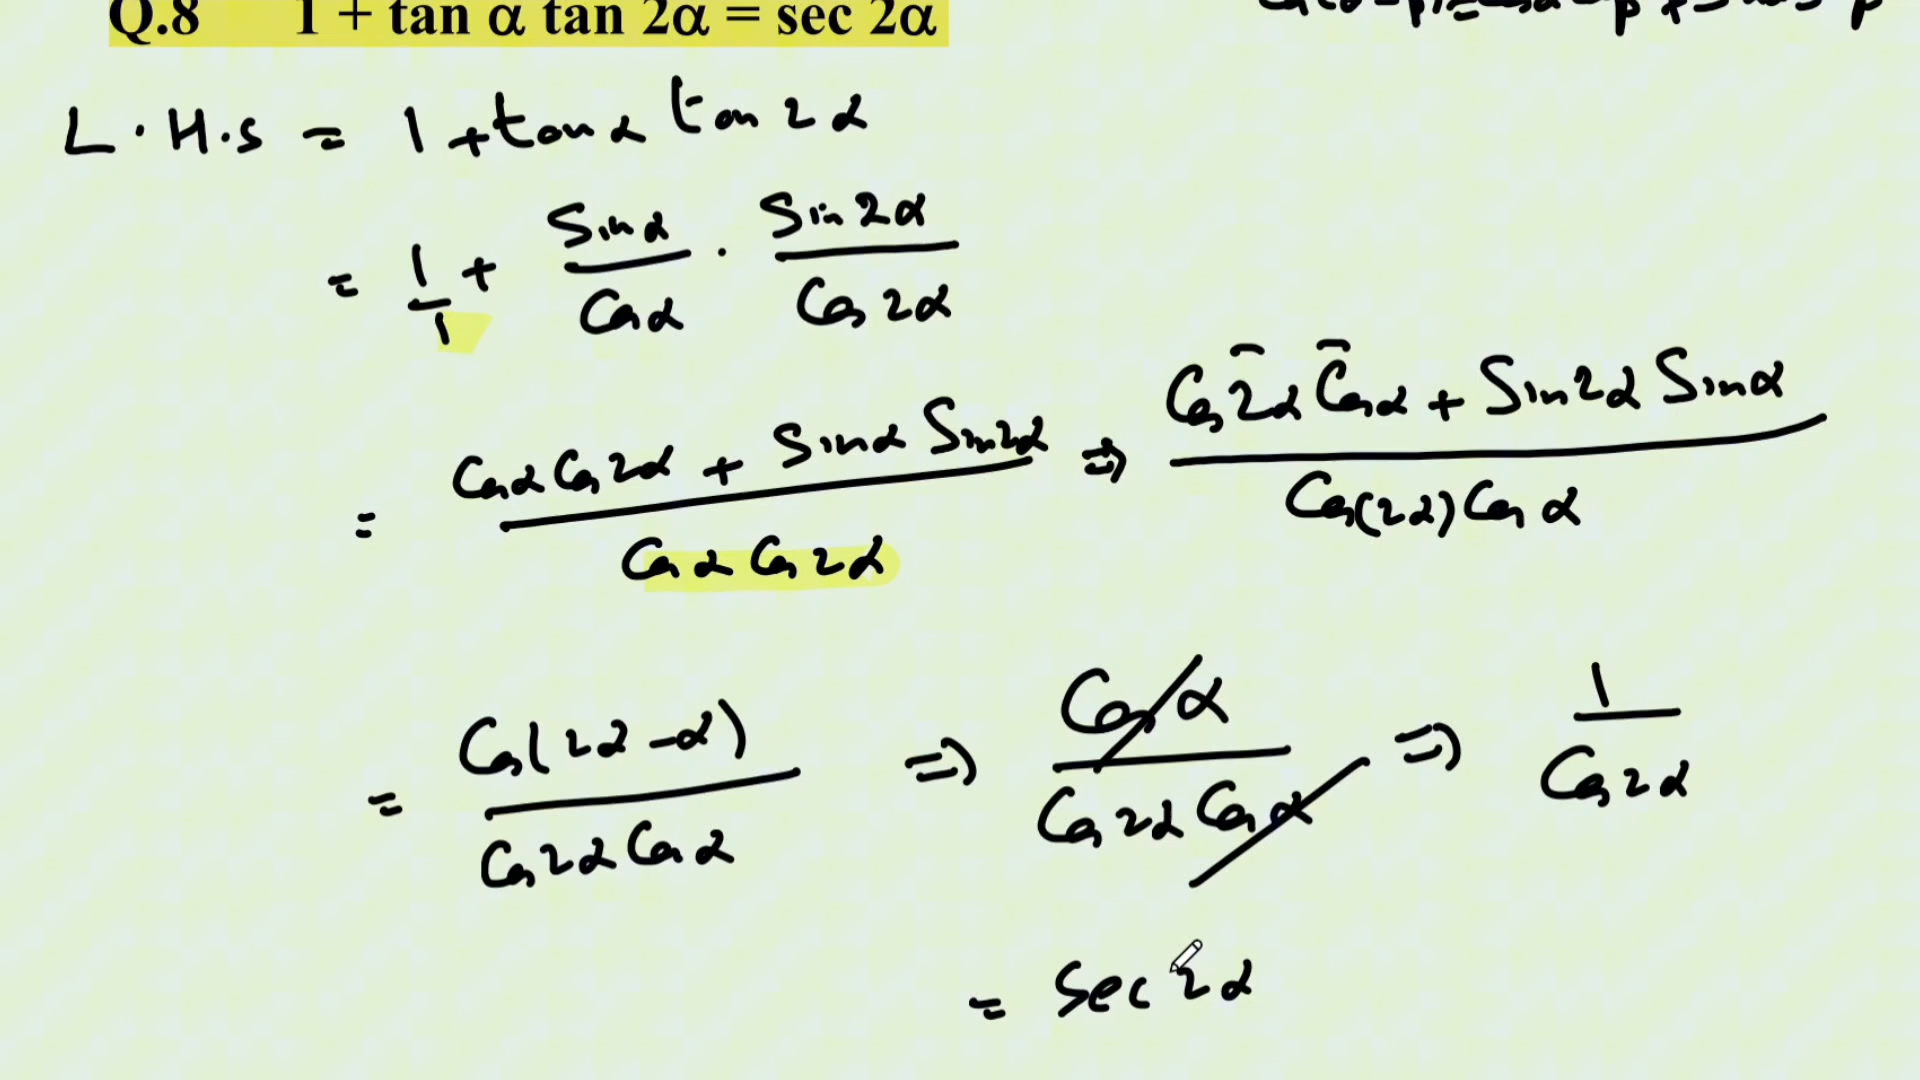 Q.8 1 + tan α tan 2α = sec 2α
L.H.S = 1 + tan α tan 2α
= 1/1 + Sin α/Cos α . Sin 2α/Cos 2α
= (Cos α Cos 2α + Sin α Sin 2α)/(Cos α Cos 2α) ⇒ (Cos 2α Cos α + Sin 2α Sin α)/(Cos(2α) Cos α)
= Cos(2α - α)/(Cos 2α Cos α) ⇒ Cos α/(Cos 2α Cos α) ⇒ 1/Cos 2α
= Sec 2α